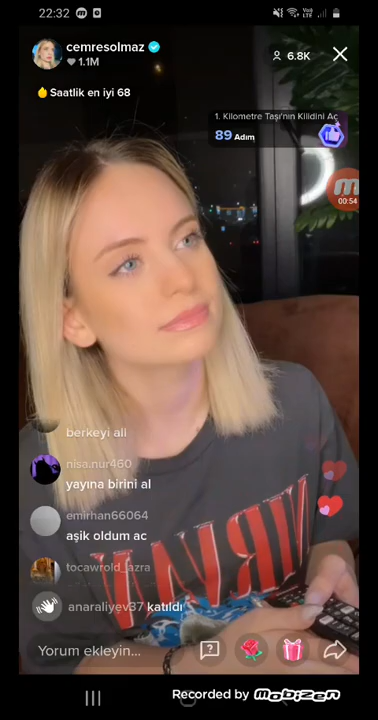 22:32
VoLTE
cemresolmaz
1.1M
6.8K
Saatlik en iyi 68
1. Kilometre Taşı'nın Kilidini Aç
89 Adım
00:54
berkeyi all
nisa.nur460
yayına birini al
emirhan66064
aşik oldum ac
tocawrold_azra
anaraliyev37 katıldı
Yorum ekleyin...
Recorded by mobizen